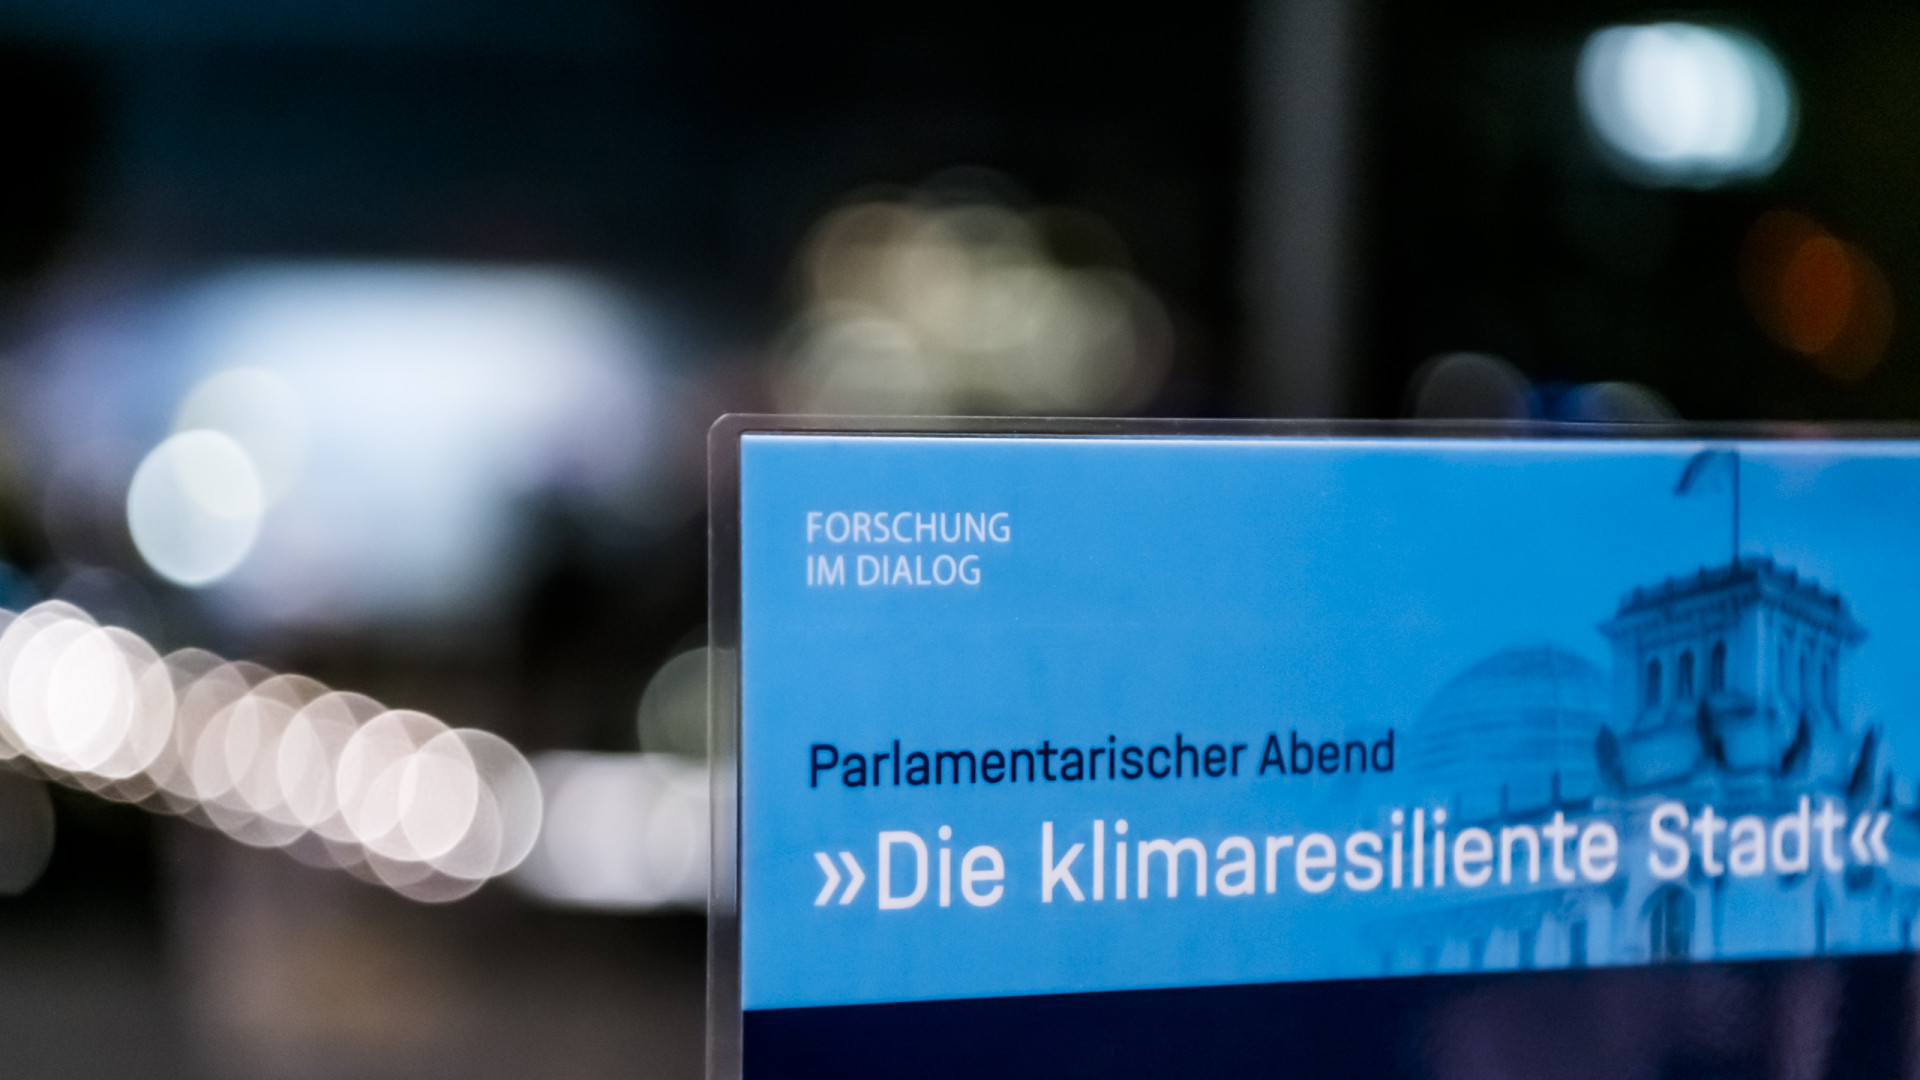 FORSCHUNG
IM DIALOG
Parlamentarischer Abend
»Die klimaresiliente Stadt«